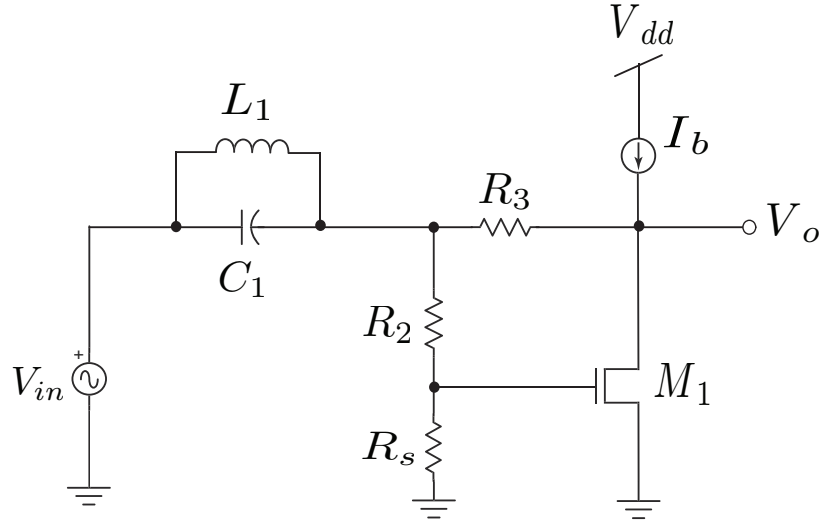 V_dd
L_1
I_b
R_3
V_o
C_1
R_2
+
V_in
M_1
R_s